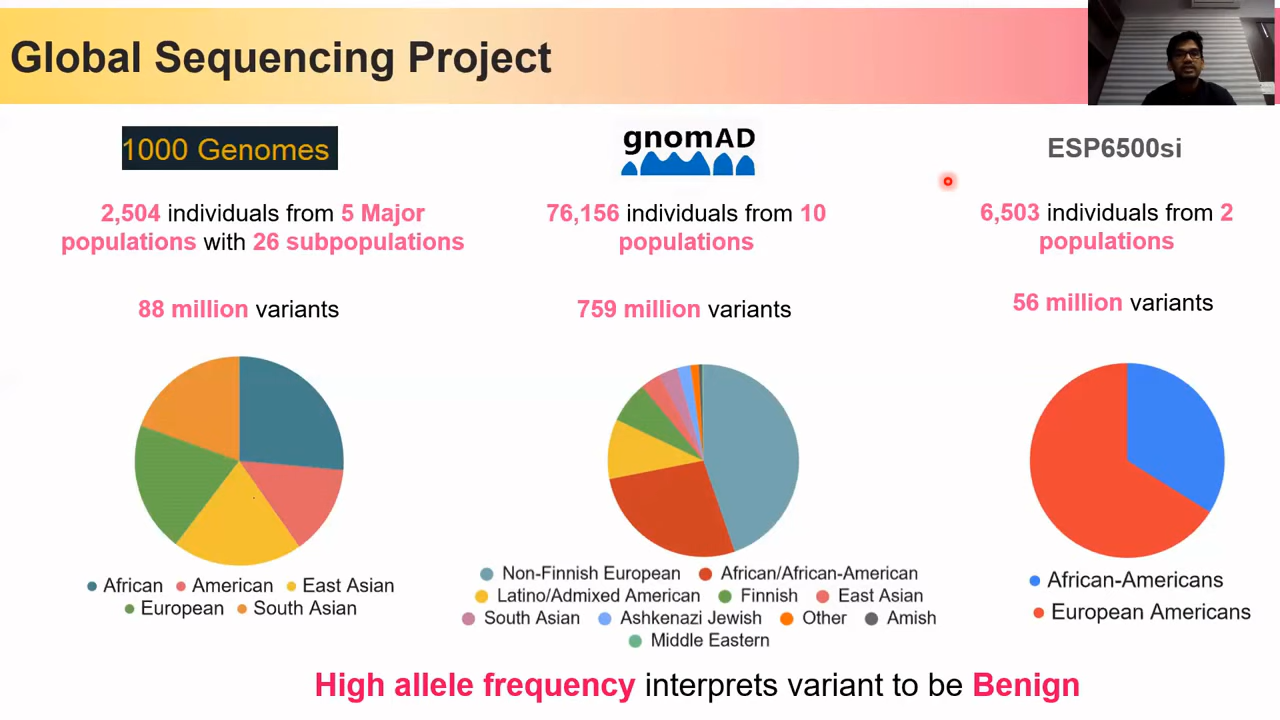 Global Sequencing Project
1000 Genomes
2,504 individuals from 5 Major
populations with 26 subpopulations
88 million variants
African American East Asian
European South Asian
gnomAD
76,156 individuals from 10
populations
759 million variants
Non-Finnish European African/African-American
Latino/Admixed American Finnish East Asian
South Asian Ashkenazi Jewish Other Amish
Middle Eastern
ESP6500si
6,503 individuals from 2
populations
56 million variants
African-Americans
European Americans
High allele frequency interprets variant to be Benign